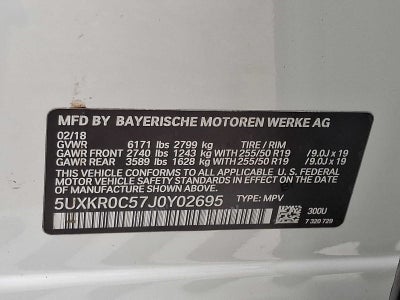 MFD BY BAYERISCHE MOTOREN WERKE AG
02/18
GVWR 6171 lbs 2799 kg TIRE / RIM
GAWR FRONT 2740 lbs 1243 kg 255/50 R19 /9.0J x 19
GAWR REAR 3589 lbs 1628 kg 255/50 R19 /9.0J x 19
THIS VEHICLE CONFORMS TO ALL APPLICABLE U. S. FEDERAL
MOTOR VEHICLE SAFETY STANDARDS IN EFFECT
ON THE DATE OF MANUFACTURE SHOWN ABOVE.
5UXKR0C57J0Y02695 TYPE: MPV
300U
7 320 729